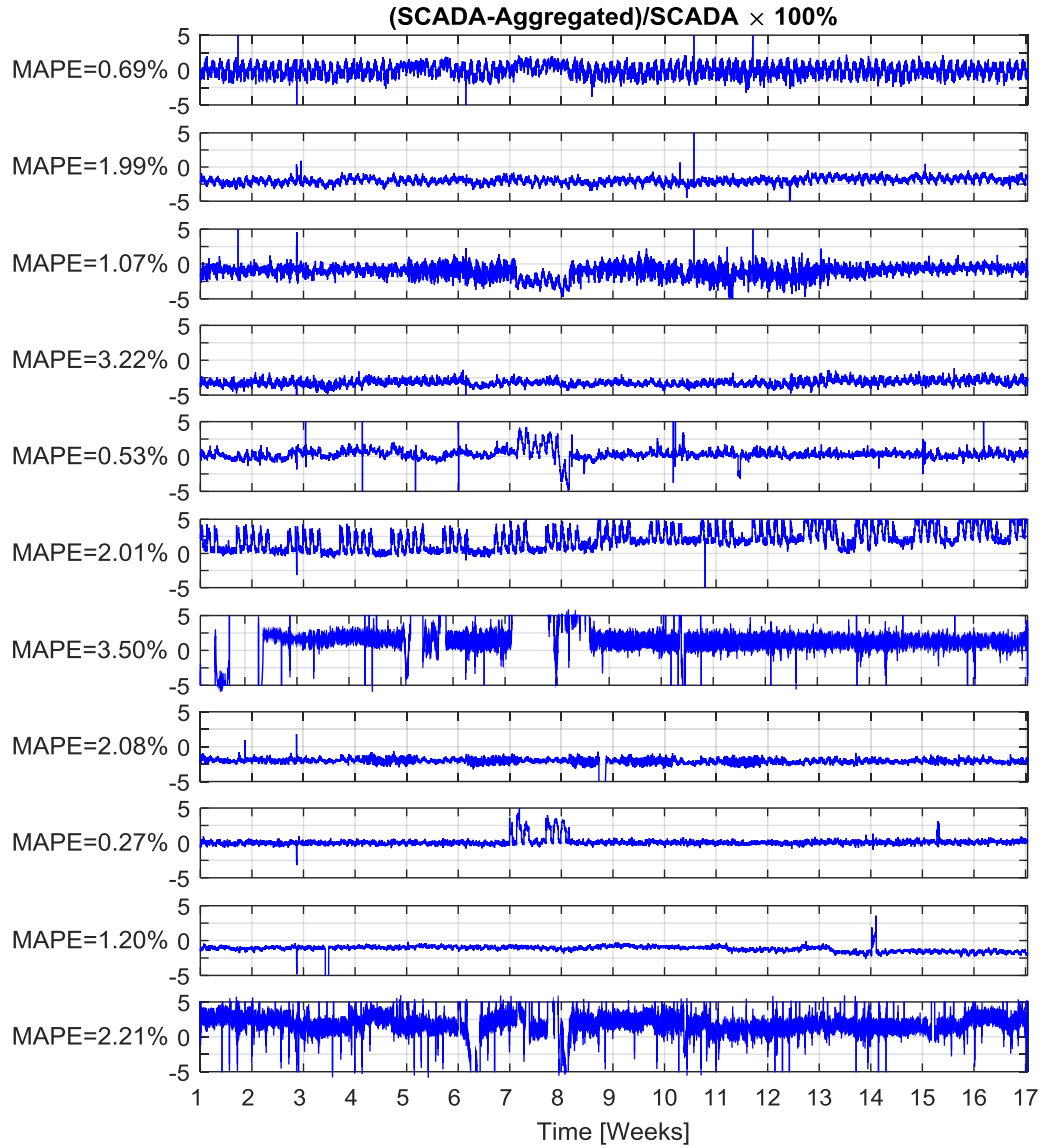 (SCADA-Aggregated)/SCADA × 100%
5
MAPE=0.69% 0
-5
5
MAPE=1.99% 0
-5
5
MAPE=1.07% 0
-5
5
MAPE=3.22% 0
-5
5
MAPE=0.53% 0
-5
5
MAPE=2.01% 0
-5
5
MAPE=3.50% 0
-5
5
MAPE=2.08% 0
-5
5
MAPE=0.27% 0
-5
5
MAPE=1.20% 0
-5
5
MAPE=2.21% 0
-5
1 2 3 4 5 6 7 8 9 10 11 12 13 14 15 16 17
Time [Weeks]